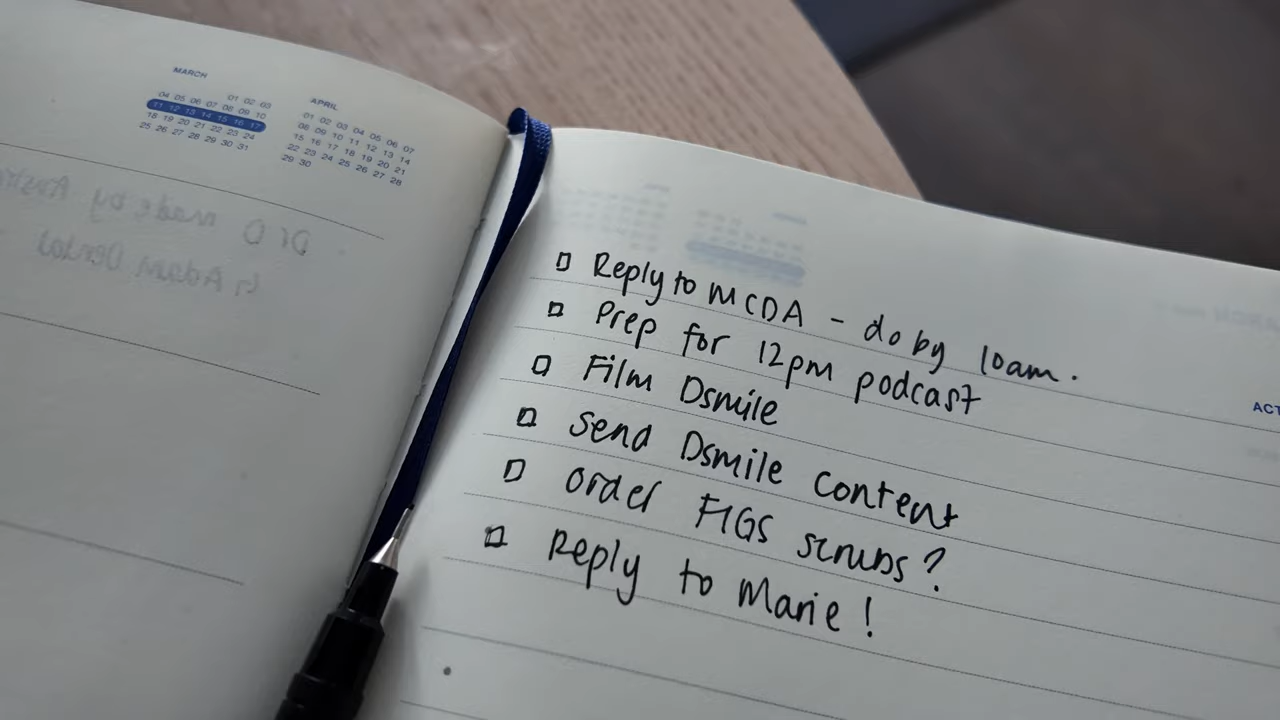 MARCH
01 02 03
04 05 06 07 08 09 10
11 12 13 14 15 16 17
18 19 20 21 22 23 24
25 26 27 28 29 30 31
APRIL
01 02 03 04 05 06 07
08 09 10 11 12 13 14
15 16 17 18 19 20 21
22 23 24 25 26 27 28
29 30
Reply to MCDA - do by 10am.
Prep for 12pm podcast
Film Dsmile
Send Dsmile content
order FIGS scrubs?
Reply to Marie!
ACT